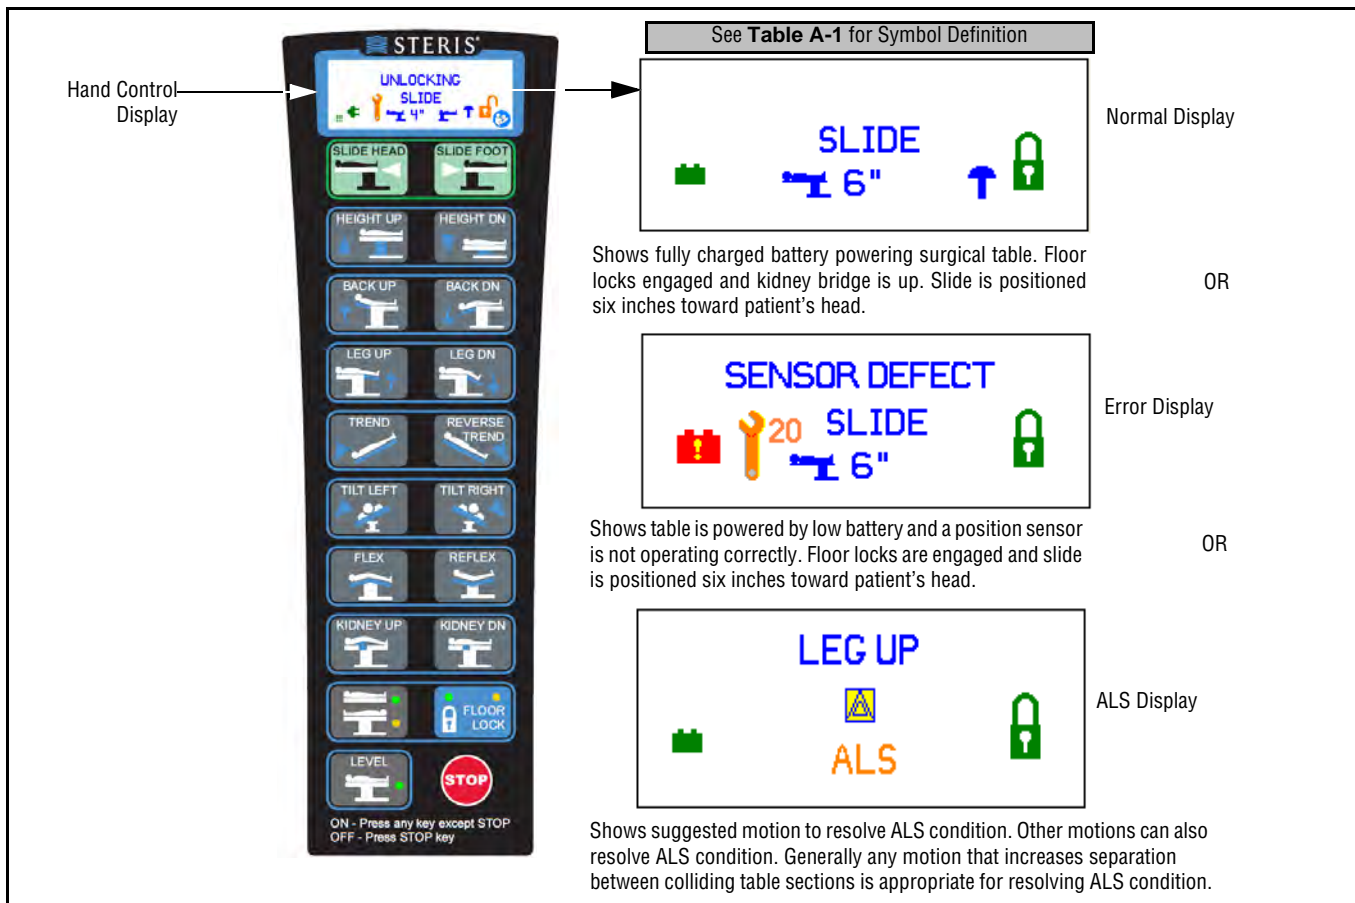 See Table A-1 for Symbol Definition
STERIS®
Hand Control
Display
UNLOCKING
SLIDE
4"
SLIDE HEAD
SLIDE FOOT
HEIGHT UP
HEIGHT DN
BACK UP
BACK DN
LEG UP
LEG DN
TREND
REVERSE
TREND
TILT LEFT
TILT RIGHT
FLEX
REFLEX
KIDNEY UP
KIDNEY DN
FLOOR
LOCK
LEVEL
STOP
ON - Press any key except STOP
OFF - Press STOP key
SLIDE
6"
Normal Display
Shows fully charged battery powering surgical table. Floor
locks engaged and kidney bridge is up. Slide is positioned
six inches toward patient's head.
OR
SENSOR DEFECT
20 SLIDE
6"
Error Display
Shows table is powered by low battery and a position sensor
is not operating correctly. Floor locks are engaged and slide
is positioned six inches toward patient's head.
OR
LEG UP
ALS
ALS Display
Shows suggested motion to resolve ALS condition. Other motions can also
resolve ALS condition. Generally any motion that increases separation
between colliding table sections is appropriate for resolving ALS condition.